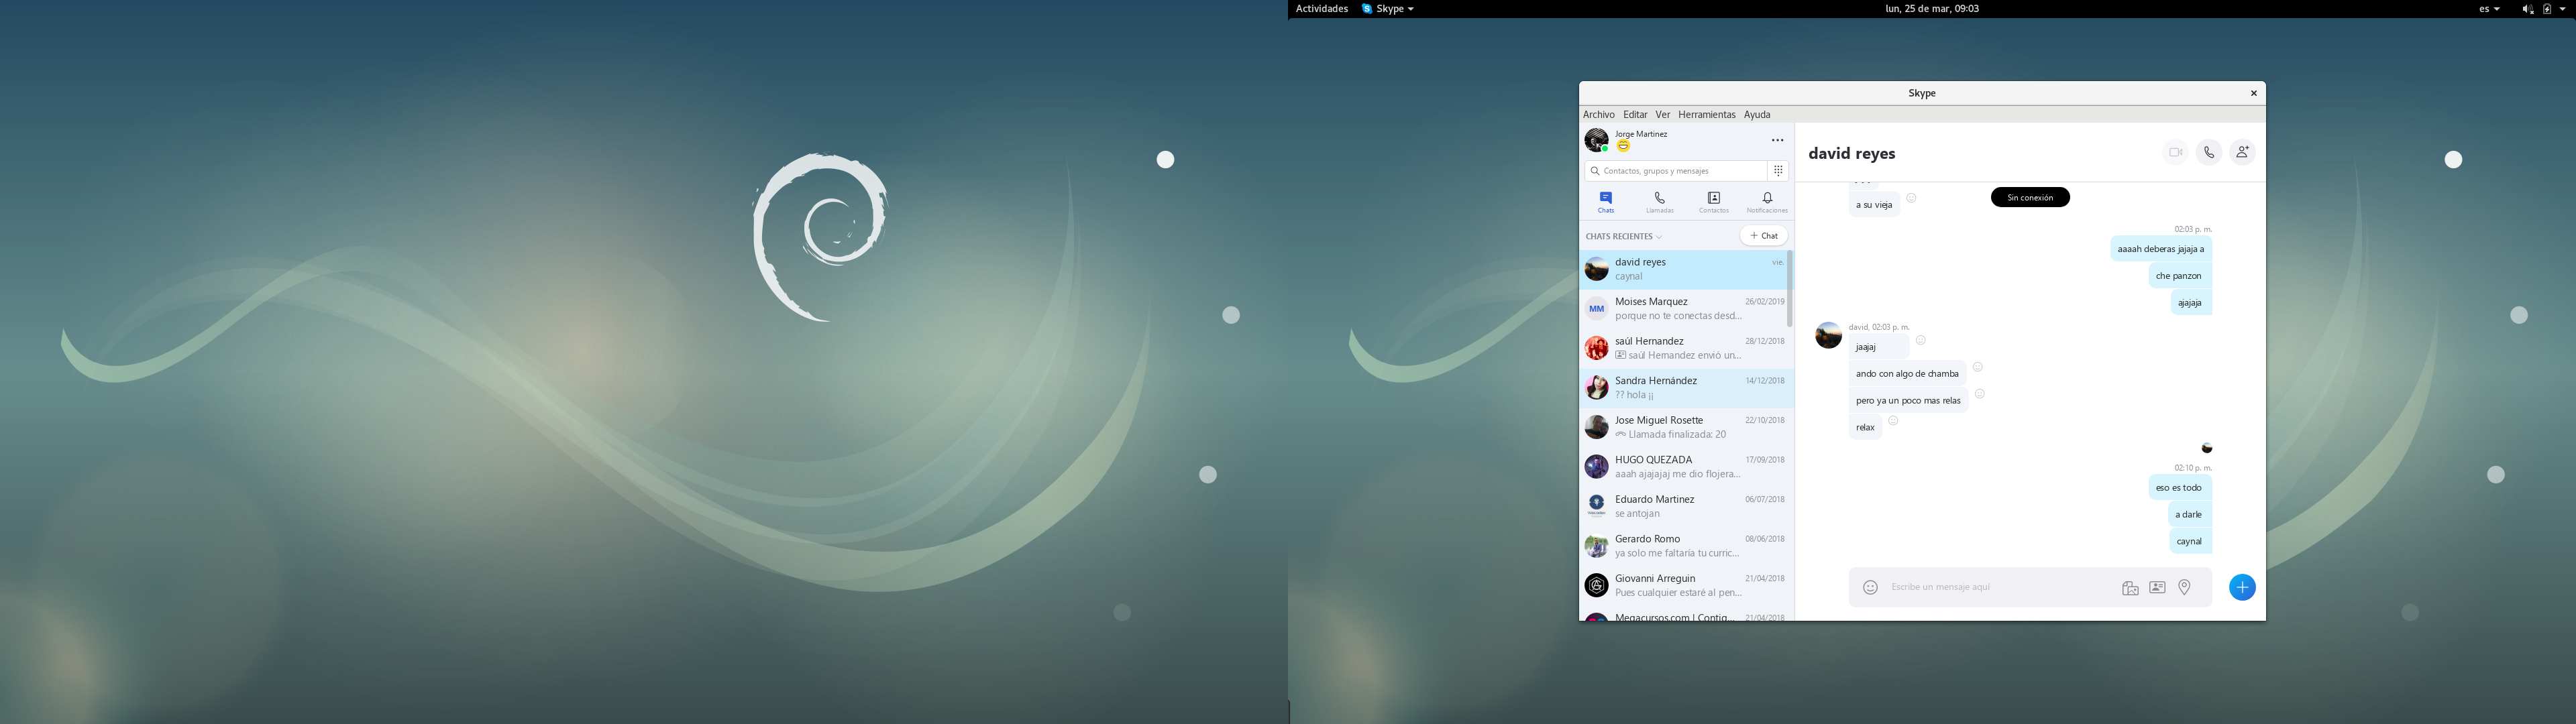 Actividades Skype lun, 25 de mar, 09:03 es
Skype
Archivo Editar Ver Herramientas Ayuda
Jorge Martinez
Contactos, grupos y mensajes
Chats Llamadas Contactos Notificaciones
CHATS RECIENTES + Chat
david reyes vie.
caynal
Moises Marquez 26/02/2019
MM
porque no te conectas desd...
saúl Hernandez 28/12/2018
saúl Hernandez envió un...
Sandra Hernández 14/12/2018
?? hola ¡¡
Jose Miguel Rosette 22/10/2018
Llamada finalizada: 20
HUGO QUEZADA 17/09/2018
aaah ajajajaj me dio flojera...
Eduardo Martinez 06/07/2018
se antojan
Gerardo Romo 08/06/2018
ya solo me faltaría tu curric...
Giovanni Arreguin 21/04/2018
Pues cualquier estaré al pen...
Megacursos.com | Contig... 21/04/2018
david reyes
Sin conexión
a su vieja
02:03 p. m.
aaaah deberas jajaja a
che panzon
ajajaja
david, 02:03 p. m.
jaajaj
ando con algo de chamba
pero ya un poco mas relas
relax
02:10 p. m.
eso es todo
a darle
caynal
Escribe un mensaje aquí